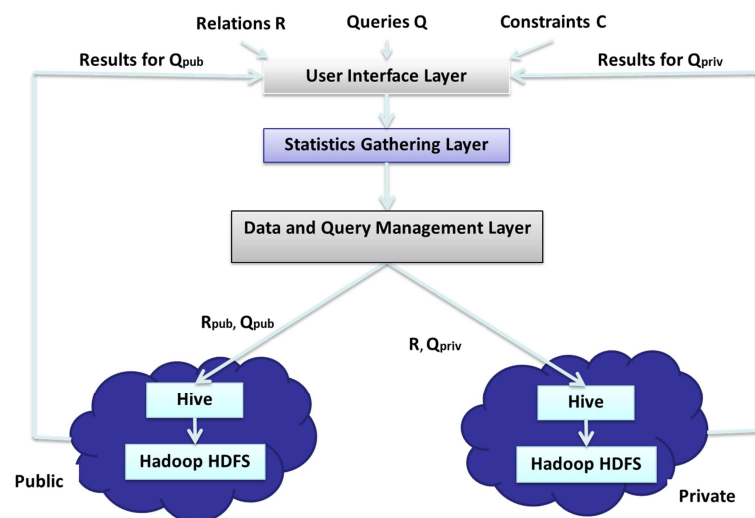 Relations R
Queries Q
Constraints C
Results for Qpub
Results for Qpriv
User Interface Layer
Statistics Gathering Layer
Data and Query Management Layer
Rpub, Qpub
R, Qpriv
Hive
Hadoop HDFS
Public
Hive
Hadoop HDFS
Private